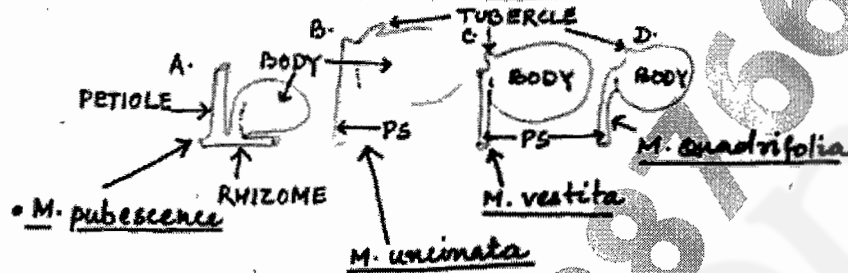 TUBERCLE
B.
C.
D.
A.
BODY
BODY
BODY
PETIOLE
PS
PS
M. quadrifolia
RHIZOME
M. vestita
• M. pubescence
M. uncinata